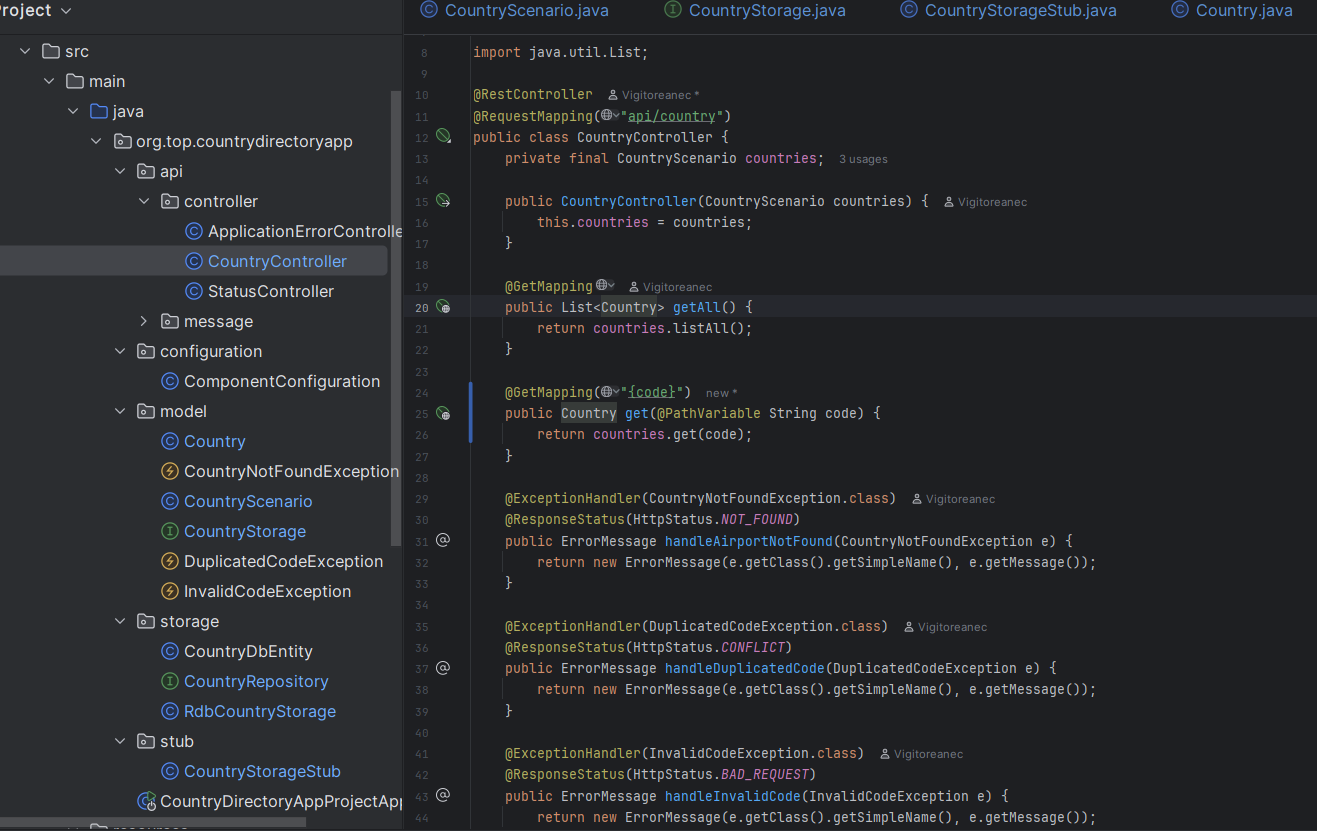 Project
src
main
java
org.top.countrydirectoryapp
api
controller
ApplicationErrorControlle
CountryController
StatusController
message
configuration
ComponentConfiguration
model
Country
CountryNotFoundException
CountryScenario
CountryStorage
DuplicatedCodeException
InvalidCodeException
storage
CountryDbEntity
CountryRepository
RdbCountryStorage
stub
CountryStorageStub
CountryDirectoryAppProjectApp
CountryScenario.java CountryStorage.java CountryStorageStub.java Country.java
8 import java.util.List;
9
10 @RestController Vigitoreanec *
11 @RequestMapping("api/country")
12 public class CountryController {
13 private final CountryScenario countries; 3 usages
14
15 public CountryController(CountryScenario countries) { Vigitoreanec
16 this.countries = countries;
17 }
18
19 @GetMapping Vigitoreanec
20 public List<Country> getAll() {
21 return countries.listAll();
22 }
23
24 @GetMapping("{code}") new *
25 public Country get(@PathVariable String code) {
26 return countries.get(code);
27 }
28
29 @ExceptionHandler(CountryNotFoundException.class) Vigitoreanec
30 @ResponseStatus(HttpStatus.NOT_FOUND)
31 public ErrorMessage handleAirportNotFound(CountryNotFoundException e) {
32 return new ErrorMessage(e.getClass().getSimpleName(), e.getMessage());
33 }
34
35 @ExceptionHandler(DuplicatedCodeException.class) Vigitoreanec
36 @ResponseStatus(HttpStatus.CONFLICT)
37 public ErrorMessage handleDuplicatedCode(DuplicatedCodeException e) {
38 return new ErrorMessage(e.getClass().getSimpleName(), e.getMessage());
39 }
40
41 @ExceptionHandler(InvalidCodeException.class) Vigitoreanec
42 @ResponseStatus(HttpStatus.BAD_REQUEST)
43 public ErrorMessage handleInvalidCode(InvalidCodeException e) {
44 return new ErrorMessage(e.getClass().getSimpleName(), e.getMessage());